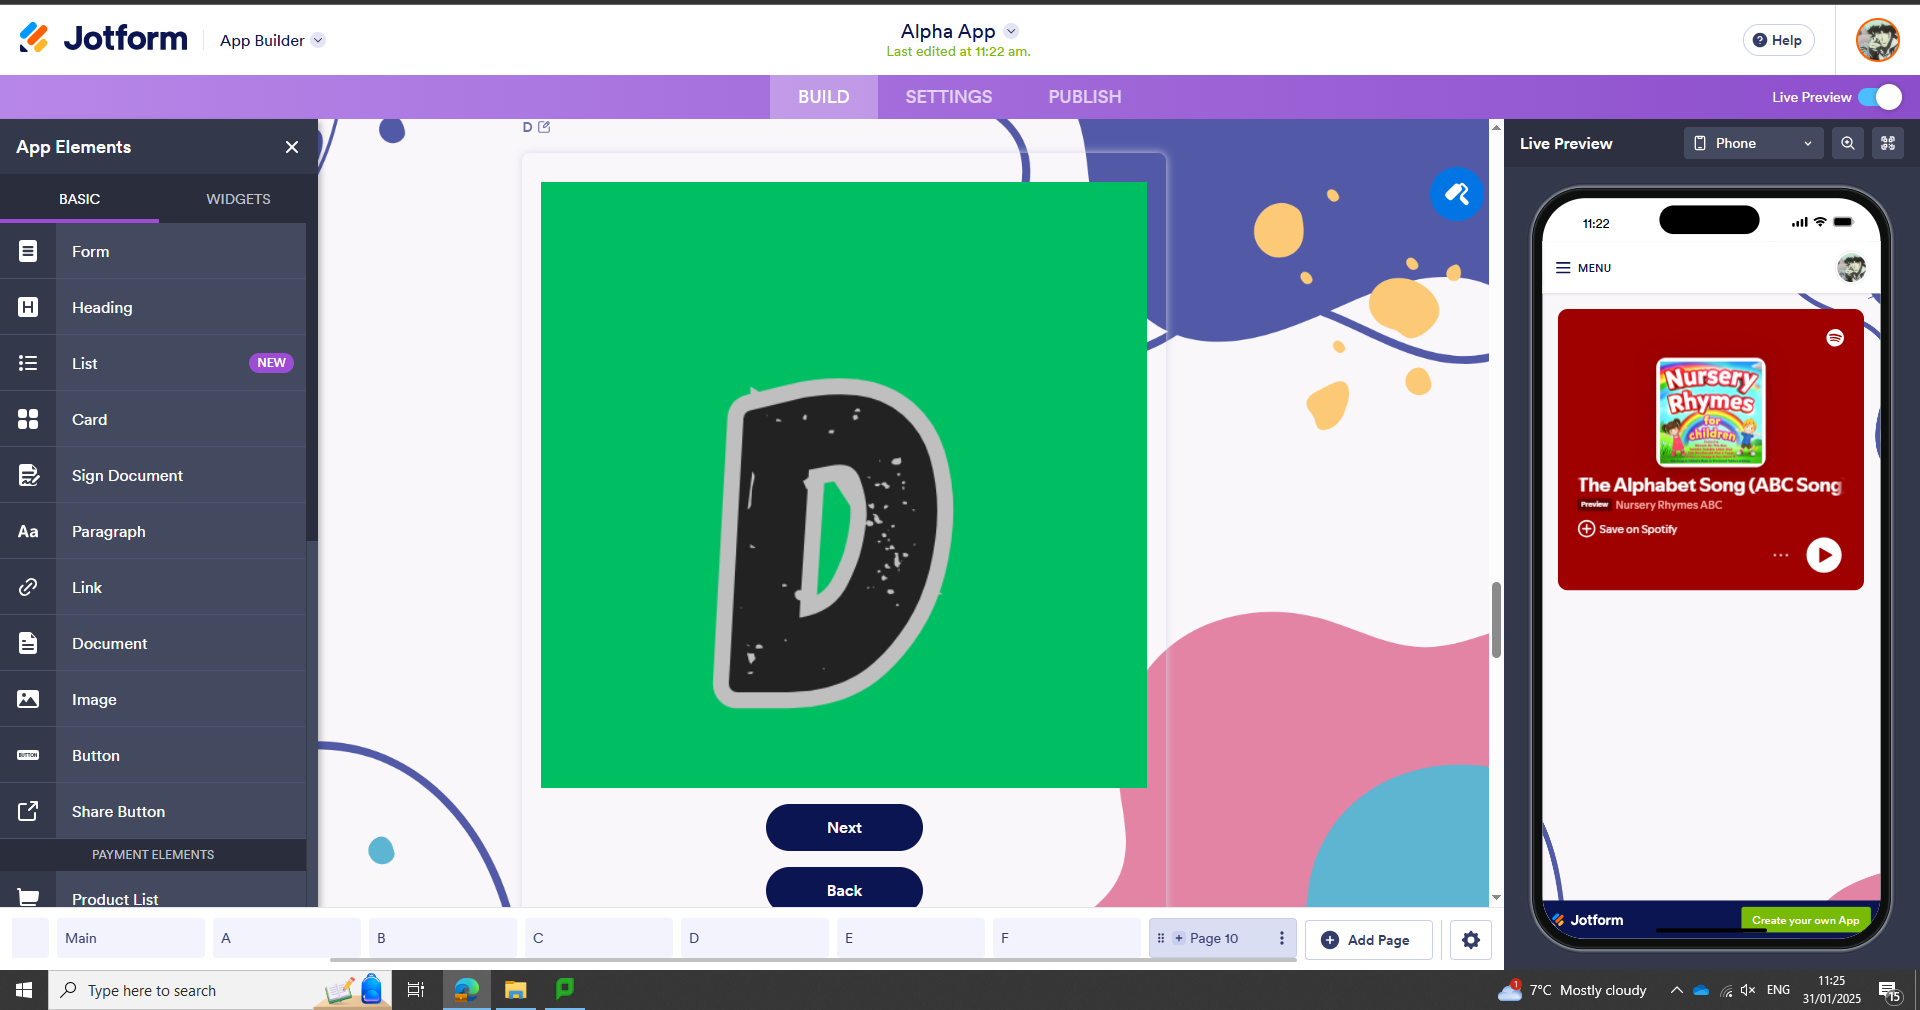 Jotform
App Builder
Alpha App
Last edited at 11:22 am.
Help
BUILD
SETTINGS
PUBLISH
Live Preview
App Elements
BASIC
WIDGETS
Form
Heading
List
NEW
Card
Sign Document
Aa
Paragraph
Link
Document
Image
BUTTON
Button
Share Button
PAYMENT ELEMENTS
Product List
D
D
Next
Back
Live Preview
Phone
11:22
MENU
Nursery
Rhymes
for
children
The Alphabet Song (ABC Song
Preview
Nursery Rhymes ABC
Save on Spotify
Jotform
Create your own App
Main
A
B
C
D
E
F
Page 10
Add Page
Type here to search
1
7°C Mostly cloudy
ENG
11:25
31/01/2025
15